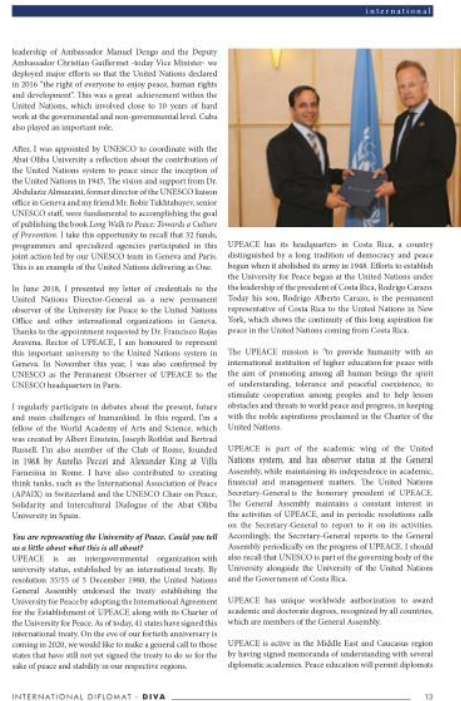 international
leadership of Ambassador Manuel Dengo and the Deputy
Ambassador Christian Guillermet -today Vice Minister- we
deployed major efforts so that the United Nations declared
in 2016 “the right of everyone to enjoy peace, human rights
and development”. This was a great achievement within the
United Nations, which involved close to 10 years of hard
work at the governmental and non-governmental level. Cuba
also played an important role.
After, I was appointed by UNESCO to coordinate with the
Abat Oliba University a reflection about the contribution of
the United Nations system to peace since the inception of
the United Nations in 1945. The vision and support from Dr.
Abdulaziz Almuzaini, former director of the UNESCO liaison
office in Geneva and my friend Mr. Bobir Tukhtabayev, senior
UNESCO staff, were fundamental to accomplishing the goal
of publishing the book Long Walk to Peace: Towards a Culture
of Prevention. I take this opportunity to recall that 32 funds,
programmes and specialized agencies participated in this
joint action led by our UNESCO team in Geneva and Paris.
This is an example of the United Nations delivering as One.
In June 2018, I presented my letter of credentials to the
United Nations Director-General as a new permanent
observer of the University for Peace to the United Nations
Office and other international organizations in Geneva.
Thanks to the appointment requested by Dr. Francisco Rojas
Aravena, Rector of UPEACE, I am honoured to represent
this important university to the United Nations system in
Geneva. In November this year, I was also confirmed by
UNESCO as the Permanent Observer of UPEACE to the
UNESCO headquarters in Paris.
I regularly participate in debates about the present, future
and main challenges of humankind. In this regard, I'm a
fellow of the World Academy of Arts and Science, which
was created by Albert Einstein, Joseph Rotblat and Bertrad
Russell. I'm also member of the Club of Rome, founded
in 1968 by Aurelio Peccei and Alexander King at Villa
Farnesina in Rome. I have also contributed to creating
think tanks, such as the International Association of Peace
(APAIX) in Switzerland and the UNESCO Chair on Peace,
Solidarity and Intercultural Dialogue of the Abat Oliba
University in Spain.
You are representing the University of Peace. Could you tell
us a little about what this is all about?
UPEACE is an intergovernmental organization with
university status, established by an international treaty. By
resolution 35/55 of 5 December 1980, the United Nations
General Assembly endorsed the treaty establishing the
University for Peace by adopting the International Agreement
for the Establishment of UPEACE along with its Charter of
the University for Peace. As of today, 41 states have signed this
international treaty. On the eve of our fortieth anniversary is
coming in 2020, we would like to make a general call to those
states that have still not yet signed the treaty to do so for the
sake of peace and stability in our respective regions.
UPEACE has its headquarters in Costa Rica, a country
distinguished by a long tradition of democracy and peace
begun when it abolished its army in 1948. Efforts to establish
the University for Peace began at the United Nations under
the leadership of the president of Costa Rica, Rodrigo Carazo.
Today his son, Rodrigo Alberto Carazo, is the permanent
representative of Costa Rica to the United Nations in New
York, which shows the continuity of this long aspiration for
peace in the United Nations coming from Costa Rica.
The UPEACE mission is “to provide humanity with an
international institution of higher education for peace with
the aim of promoting among all human beings the spirit
of understanding, tolerance and peaceful coexistence, to
stimulate cooperation among peoples and to help lessen
obstacles and threats to world peace and progress, in keeping
with the noble aspirations proclaimed in the Charter of the
United Nations.
UPEACE is part of the academic wing of the United
Nations system, and has observer status at the General
Assembly, while maintaining its independence in academic,
financial and management matters. The United Nations
Secretary-General is the honorary president of UPEACE.
The General Assembly maintains a constant interest in
the activities of UPEACE, and in periodic resolutions calls
on the Secretary-General to report to it on its activities.
Accordingly, the Secretary-General reports to the General
Assembly periodically on the progress of UPEACE. I should
also recall that UNESCO is part of the governing body of the
University alongside the University of the United Nations
and the Government of Costa Rica.
UPEACE has unique worldwide authorization to award
academic and doctorate degrees, recognized by all countries,
which are members of the General Assembly.
UPEACE is active in the Middle East and Caucasus region
by having signed memoranda of understanding with several
diplomatic academies. Peace education will permit diplomats
INTERNATIONAL DIPLOMAT - DIVA 13